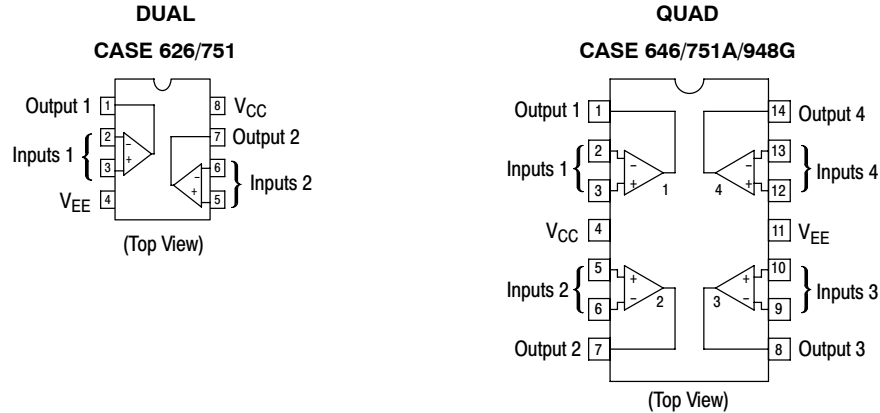 DUAL
CASE 626/751
Output 1
1
8
VCC
2
−
7
Output 2
Inputs 1
{
3
+
−
6
}
Inputs 2
VEE
4
+
5
(Top View)
QUAD
CASE 646/751A/948G
Output 1
1
14
Output 4
Inputs 1
{
2
−
−
13
}
Inputs 4
3
+
1
4
+
12
VCC
4
11
VEE
Inputs 2
{
5
+
+
10
}
Inputs 3
6
−
2
3
−
9
Output 2
7
8
Output 3
(Top View)